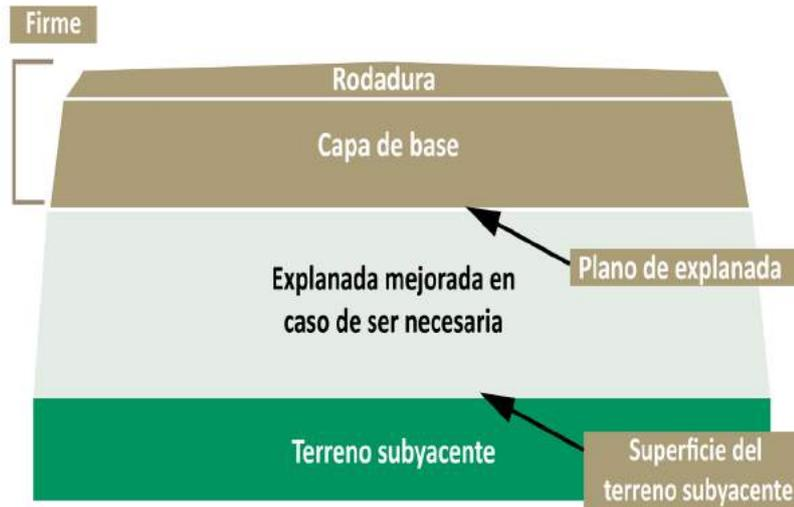 Firme
Rodadura
Capa de base
Plano de explanada
Explanada mejorada en
caso de ser necesaria
Terreno subyacente
Superficie del
terreno subyacente